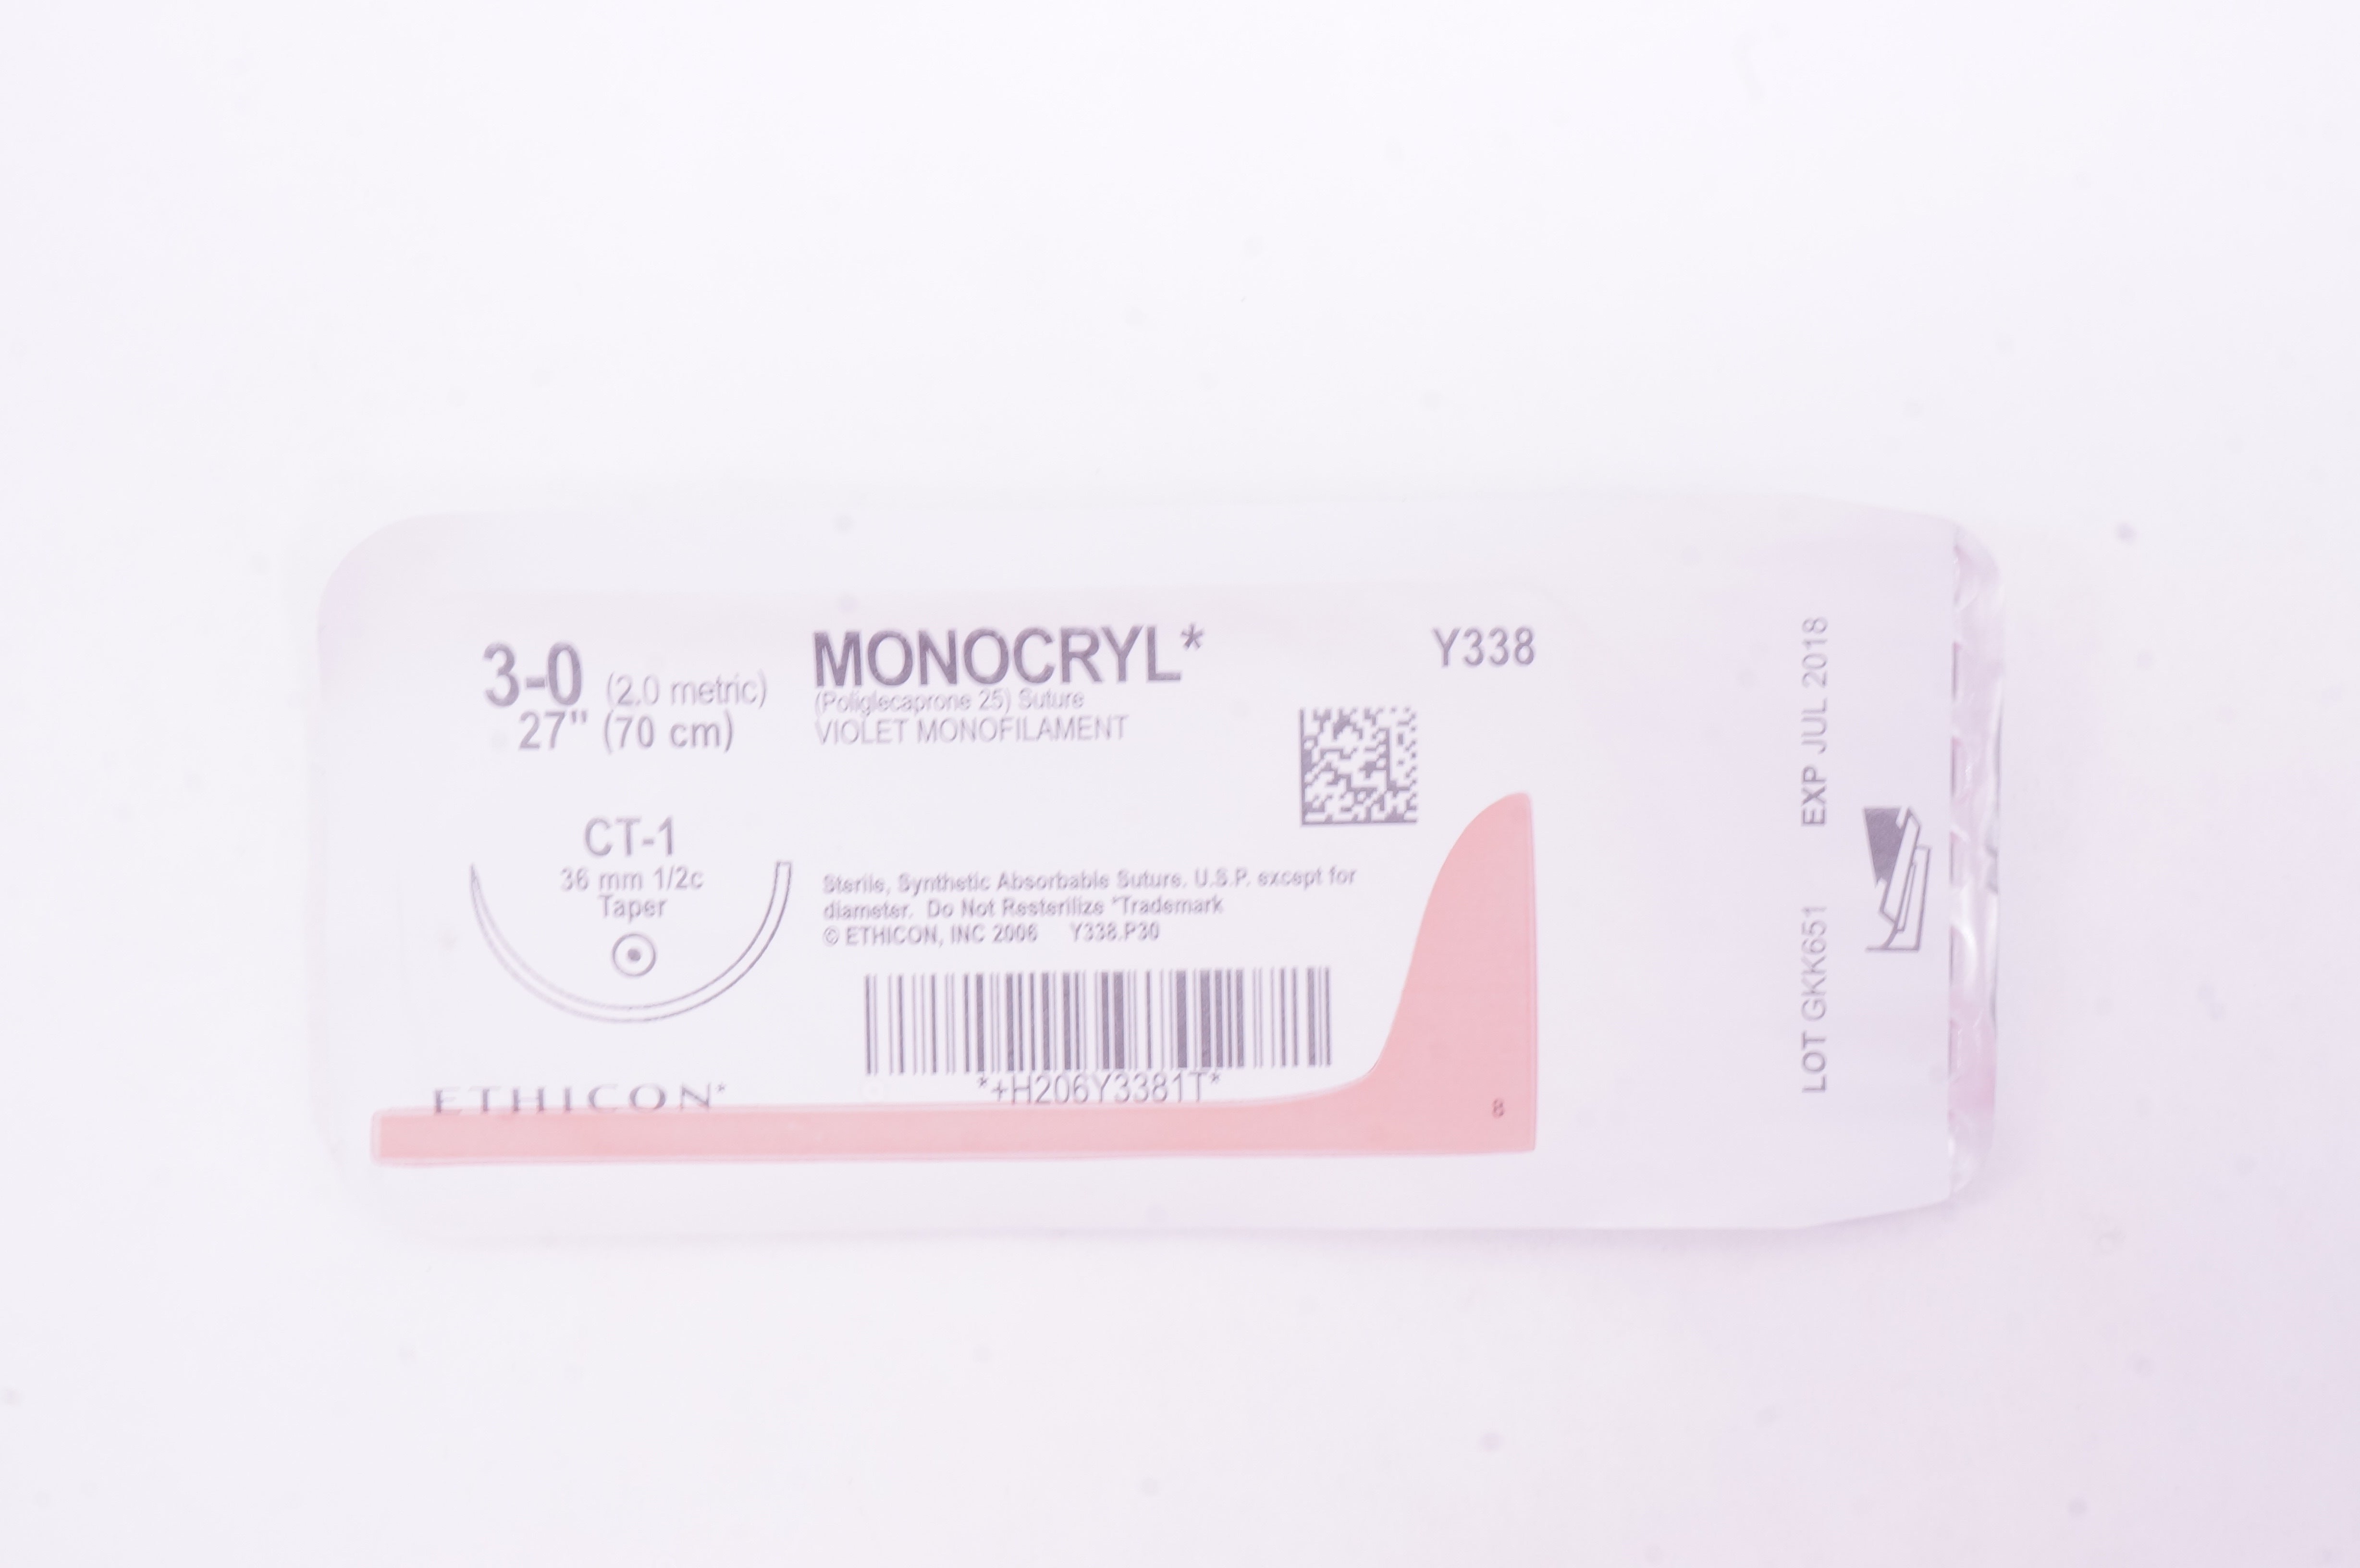 3-0 (2.0 metric)
27" (70 cm)
MONOCRYL*
(Poliglecaprone 25) Suture
VIOLET MONOFILAMENT
Y338
CT-1
36 mm 1/2c
Taper
Sterile, Synthetic Absorbable Suture, U.S.P. except for
diameter. Do Not Resterilize *Trademark
© ETHICON, INC 2006 Y338.P30
*+H206Y3381T*
ETHICON*
8
LOT GKK651 EXP JUL 2018